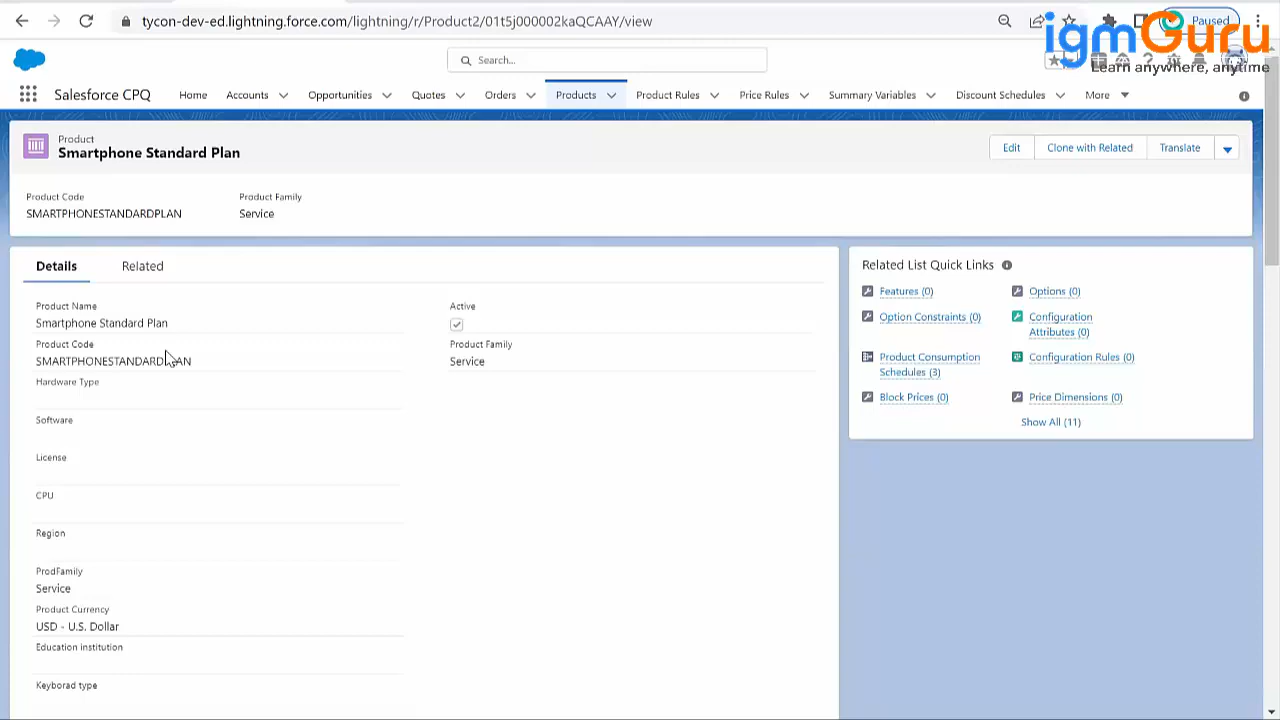 tycon-dev-ed.lightning.force.com/lightning/r/Product2/01t5j000002kaQCAAY/view
Paused
igmGuru
Learn anywhere, anytime
Search...
Salesforce CPQ
Home
Accounts
Opportunities
Quotes
Orders
Products
Product Rules
Price Rules
Summary Variables
Discount Schedules
More
Product
Smartphone Standard Plan
Edit
Clone with Related
Translate
Product Code
Product Family
SMARTPHONESTANDARDPLAN
Service
Details
Related
Product Name
Smartphone Standard Plan
Active
Product Code
SMARTPHONESTANDARDPLAN
Product Family
Service
Hardware Type
Software
License
CPU
Region
ProdFamily
Service
Product Currency
USD - U.S. Dollar
Education institution
Keyborad type
Related List Quick Links
Features (0)
Options (0)
Option Constraints (0)
Configuration
Attributes (0)
Product Consumption
Schedules (3)
Configuration Rules (0)
Block Prices (0)
Price Dimensions (0)
Show All (11)